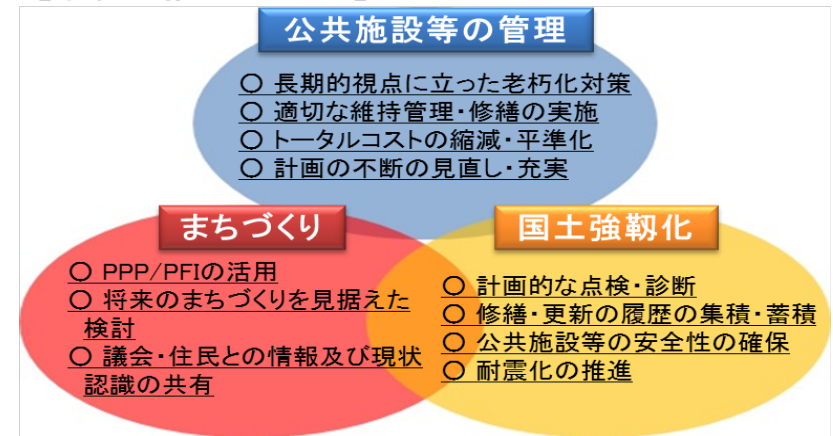 公共施設等の管理
○ 長期的視点に立った老朽化対策
○ 適切な維持管理・修繕の実施
○ トータルコストの縮減・平準化
○ 計画の不断の見直し・充実
まちづくり
○ PPP/PFIの活用
○ 将来のまちづくりを見据えた
検討
○ 議会・住民との情報及び現状
認識の共有
国土強靱化
○ 計画的な点検・診断
○ 修繕・更新の履歴の集積・蓄積
○ 公共施設等の安全性の確保
○ 耐震化の推進